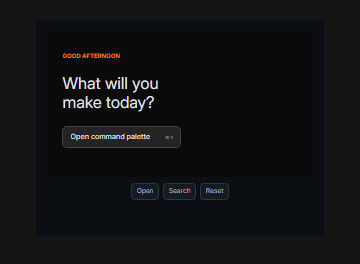 GOOD AFTERNOON
What will you
make today?
Open command palette
Open Search Reset